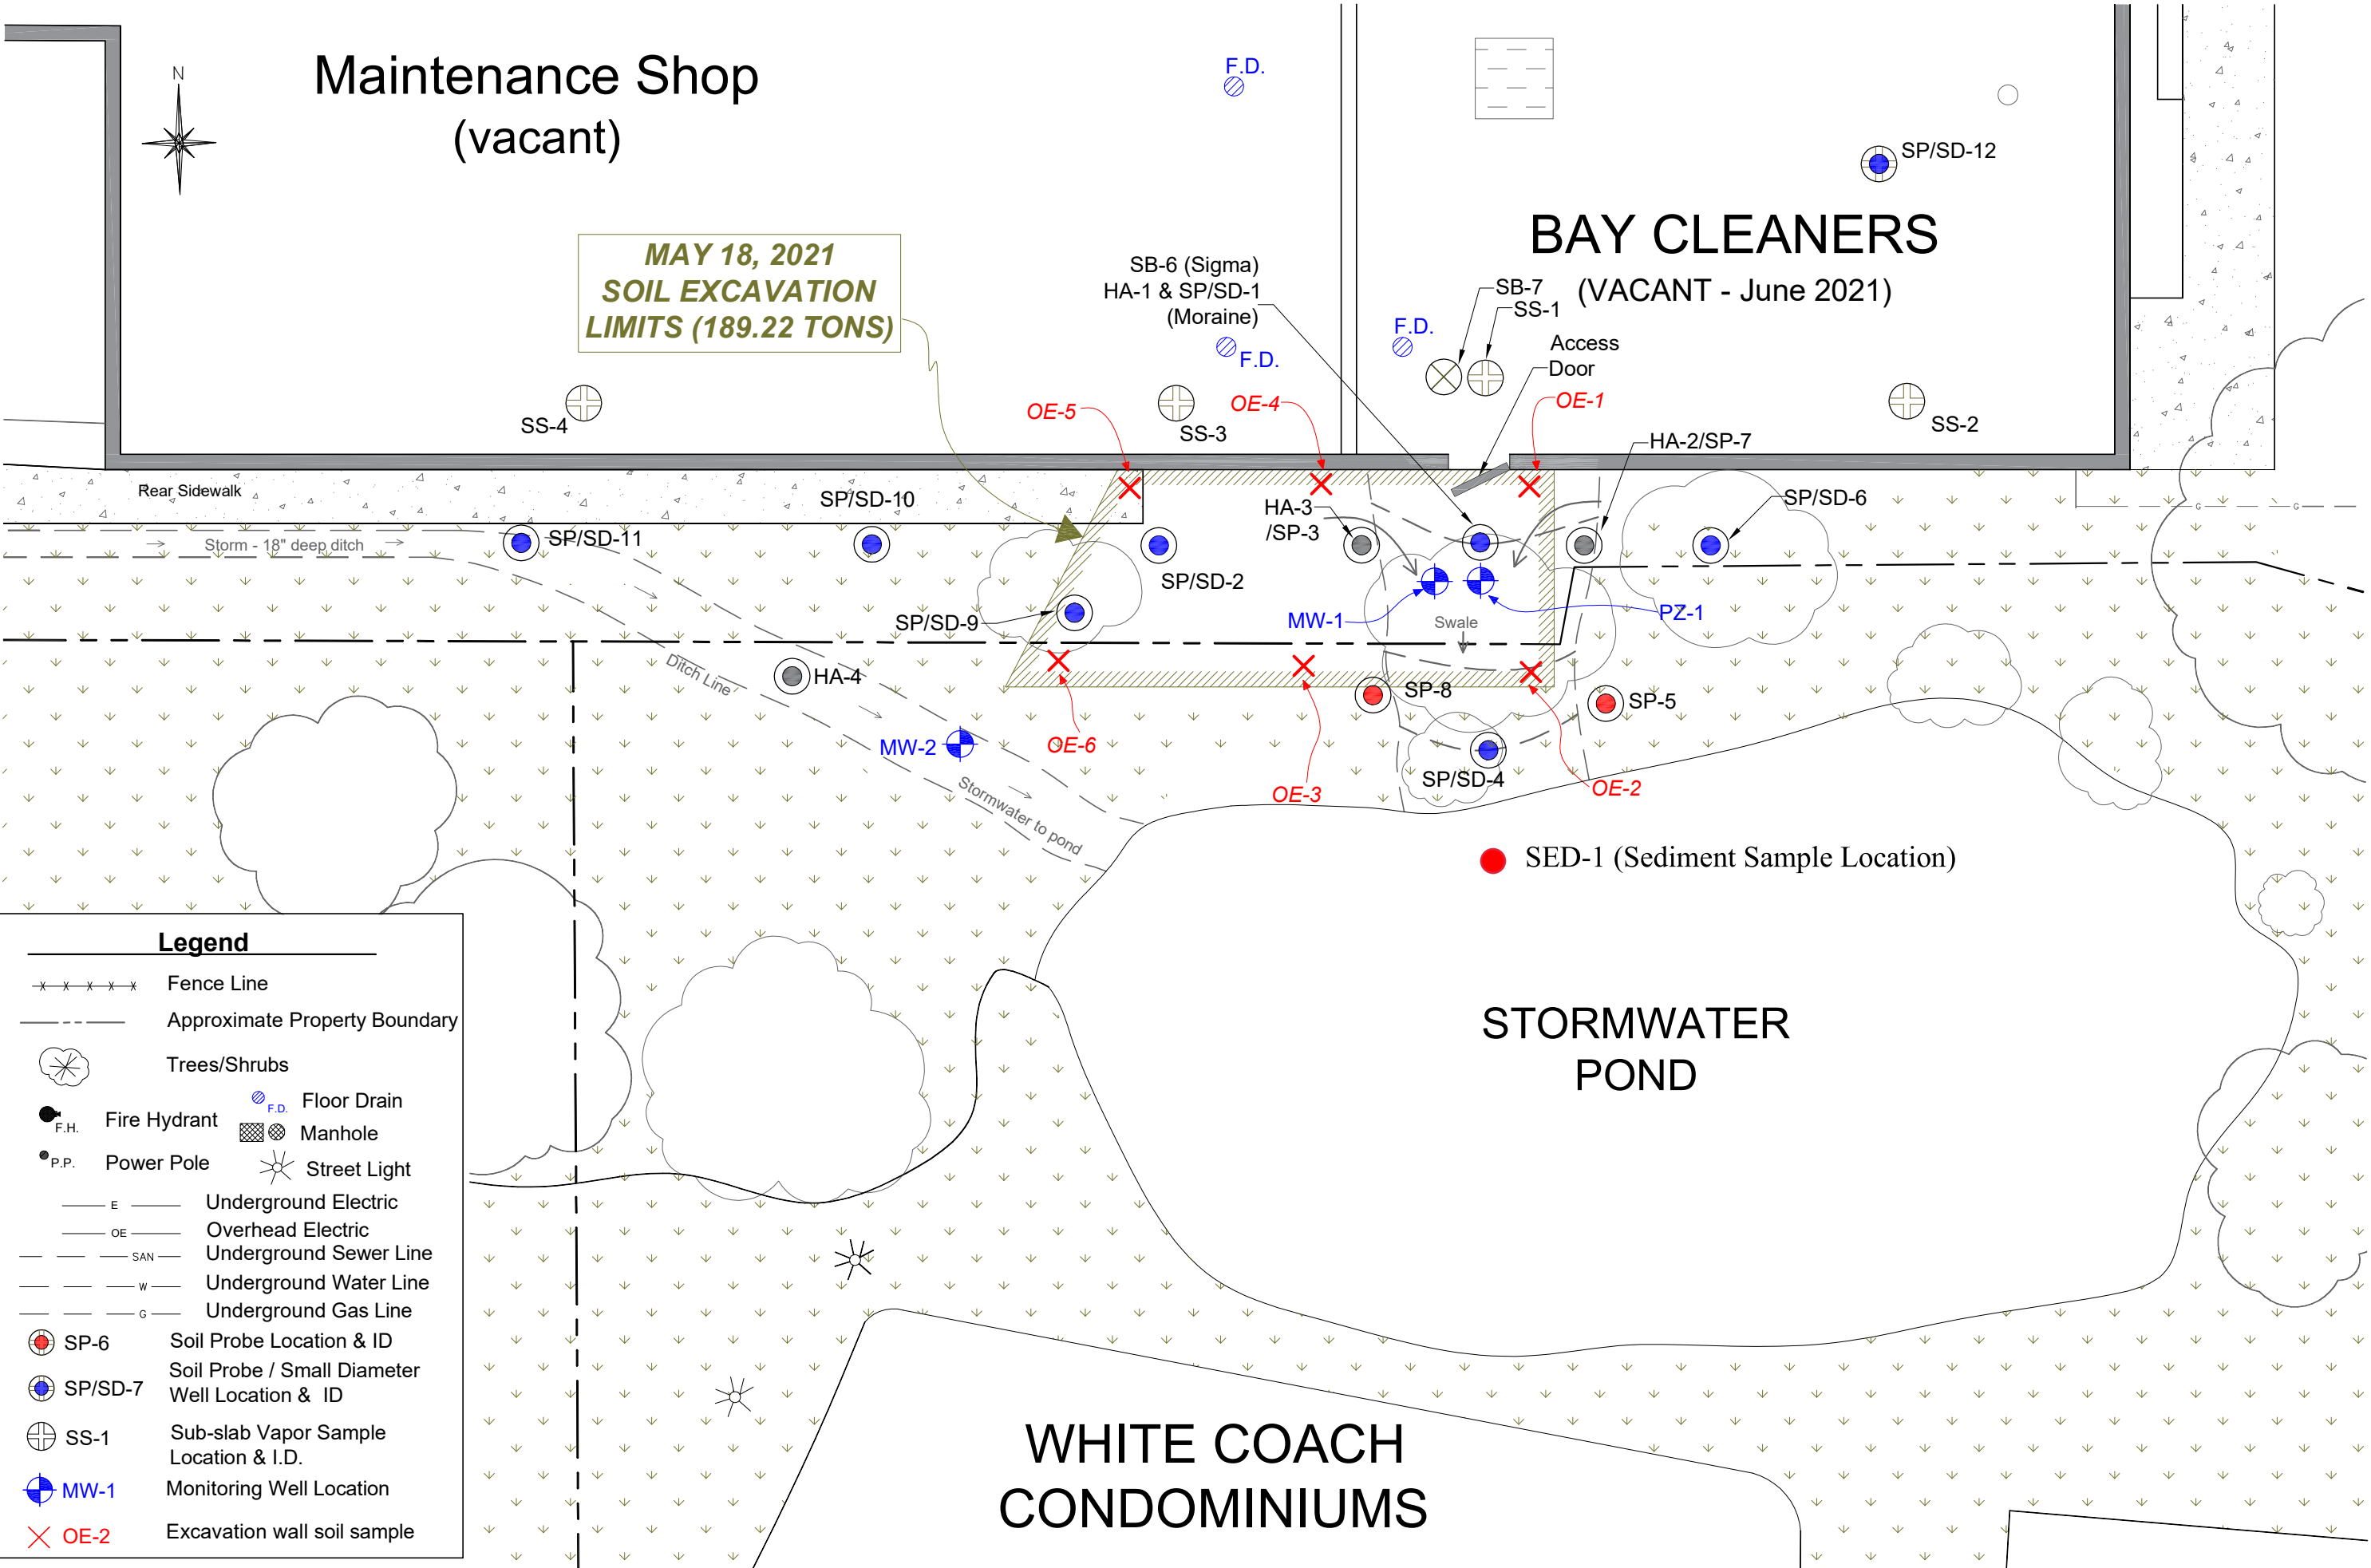 Maintenance Shop
(vacant)
N
F.D.
SP/SD-12
BAY CLEANERS
(VACANT - June 2021)
MAY 18, 2021
SOIL EXCAVATION
LIMITS (189.22 TONS)
SB-6 (Sigma)
HA-1 & SP/SD-1
(Moraine)
SB-7
SS-1
F.D.
F.D.
Access
Door
OE-5
OE-4
OE-1
SS-4
SS-3
SS-2
HA-2/SP-7
Rear Sidewalk
SP/SD-10
HA-3
/SP-3
SP/SD-6
G
G
Storm - 18" deep ditch
SP/SD-11
SP/SD-2
SP/SD-9
MW-1
PZ-1
Swale
Ditch Line
HA-4
SP-8
SP-5
MW-2
OE-6
SP/SD-4
OE-3
OE-2
Stormwater to pond
SED-1 (Sediment Sample Location)
STORMWATER
POND
WHITE COACH
CONDOMINIUMS
Legend
X X X X X
Fence Line
Approximate Property Boundary
Trees/Shrubs
F.H.
Fire Hydrant
F.D.
Floor Drain
Manhole
P.P.
Power Pole
Street Light
E
Underground Electric
OE
Overhead Electric
SAN
Underground Sewer Line
W
Underground Water Line
G
Underground Gas Line
SP-6
Soil Probe Location & ID
SP/SD-7
Soil Probe / Small Diameter
Well Location & ID
SS-1
Sub-slab Vapor Sample
Location & I.D.
MW-1
Monitoring Well Location
OE-2
Excavation wall soil sample